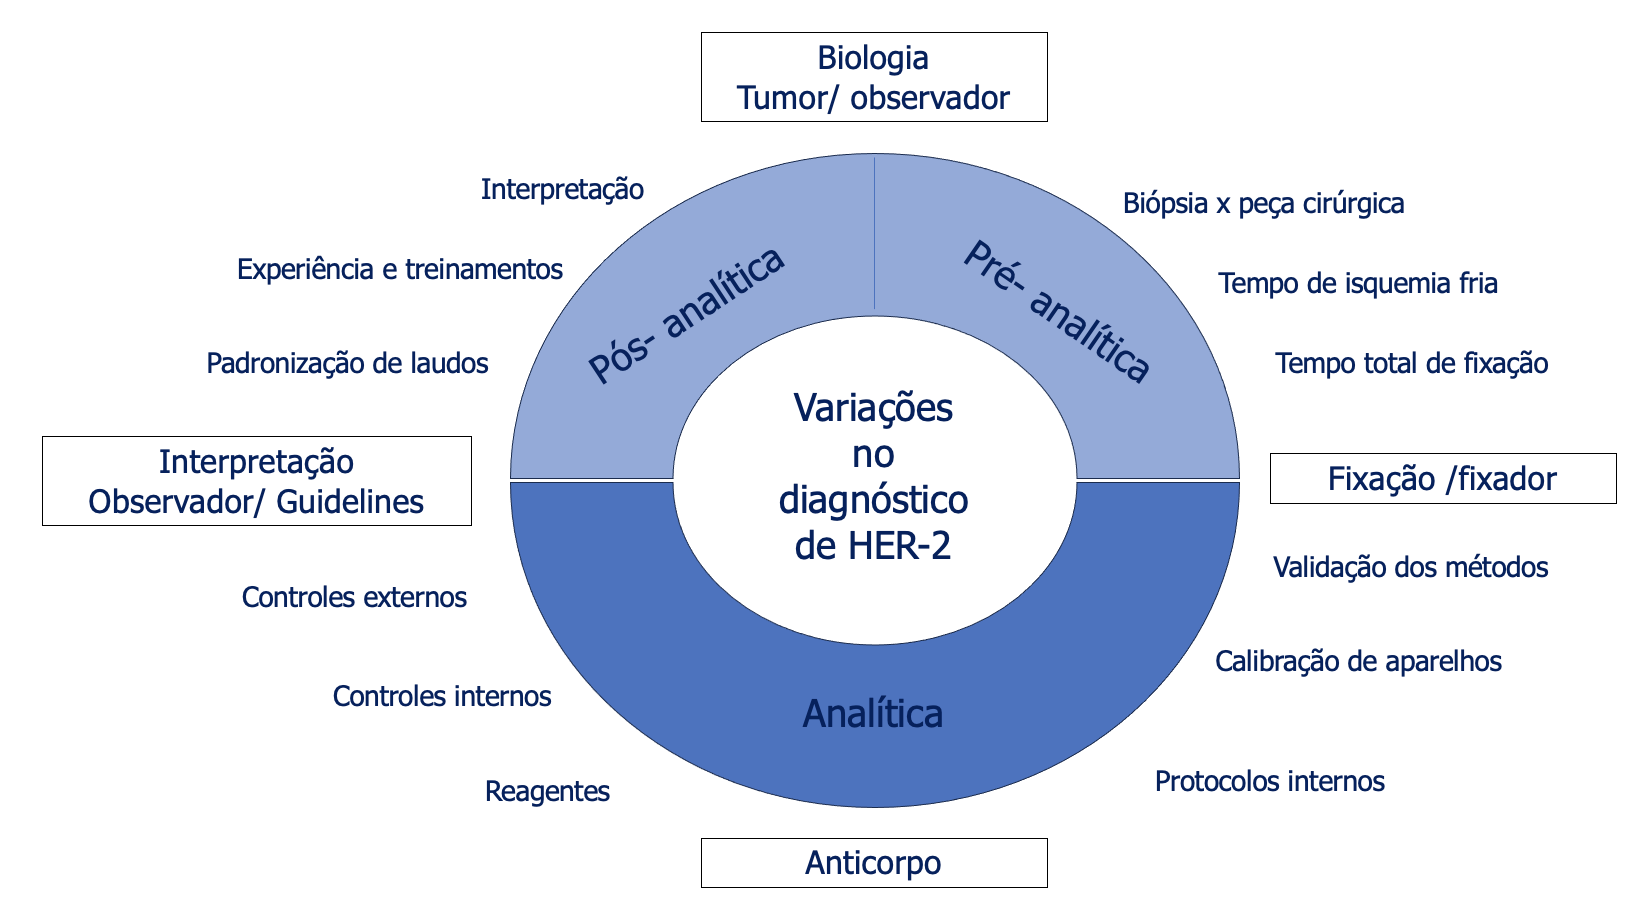 Biologia
Tumor/ observador
Interpretação
Biópsia x peça cirúrgica
Experiência e treinamentos
Tempo de isquemia fria
Padronização de laudos
Tempo total de fixação
Pós- analítica
Pré- analítica
Variações
no
diagnóstico
de HER-2
Interpretação
Observador/ Guidelines
Fixação /fixador
Controles externos
Validação dos métodos
Controles internos
Calibração de aparelhos
Analítica
Reagentes
Protocolos internos
Anticorpo